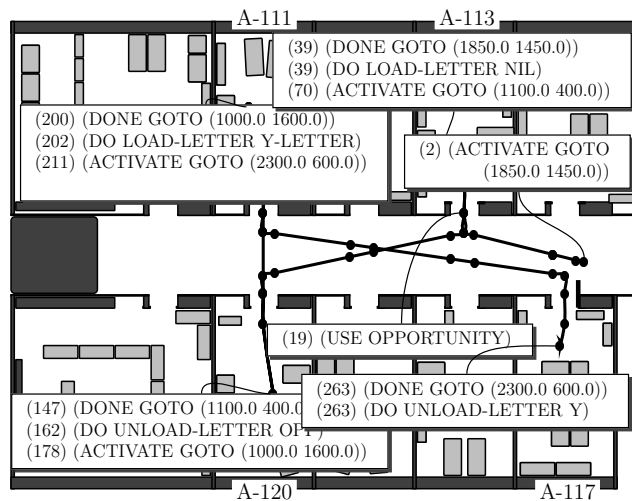 A-111
A-113
(39) (DONE GOTO (1850.0 1450.0))
(39) (DO LOAD-LETTER NIL)
(70) (ACTIVATE GOTO (1100.0 400.0))
(200) (DONE GOTO (1000.0 1600.0))
(202) (DO LOAD-LETTER Y-LETTER)
(211) (ACTIVATE GOTO (2300.0 600.0))
(2) (ACTIVATE GOTO
(1850.0 1450.0))
(19) (USE OPPORTUNITY)
(263) (DONE GOTO (2300.0 600.0))
(263) (DO UNLOAD-LETTER Y)
(147) (DONE GOTO (1100.0 400.0
(162) (DO UNLOAD-LETTER OPT)
(178) (ACTIVATE GOTO (1000.0 1600.0))
A-120
A-117